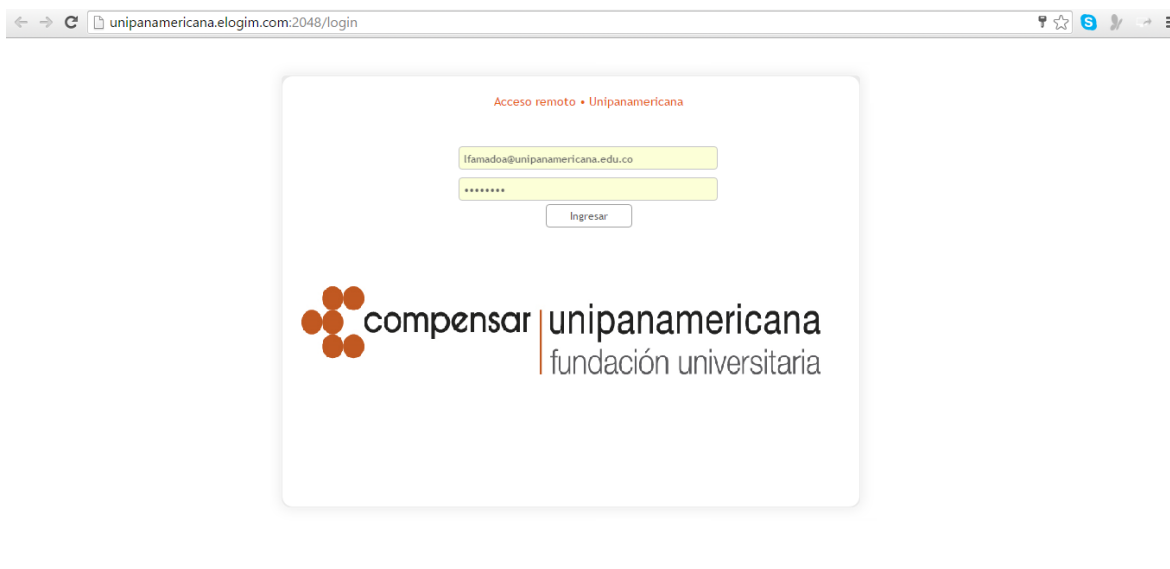 unipanamericana.elogim.com:2048/login
Acceso remoto • Unipanamericana
lfamadoa@unipanamericana.edu.co
••••••••
Ingresar
compensar
unipanamericana
fundación universitaria